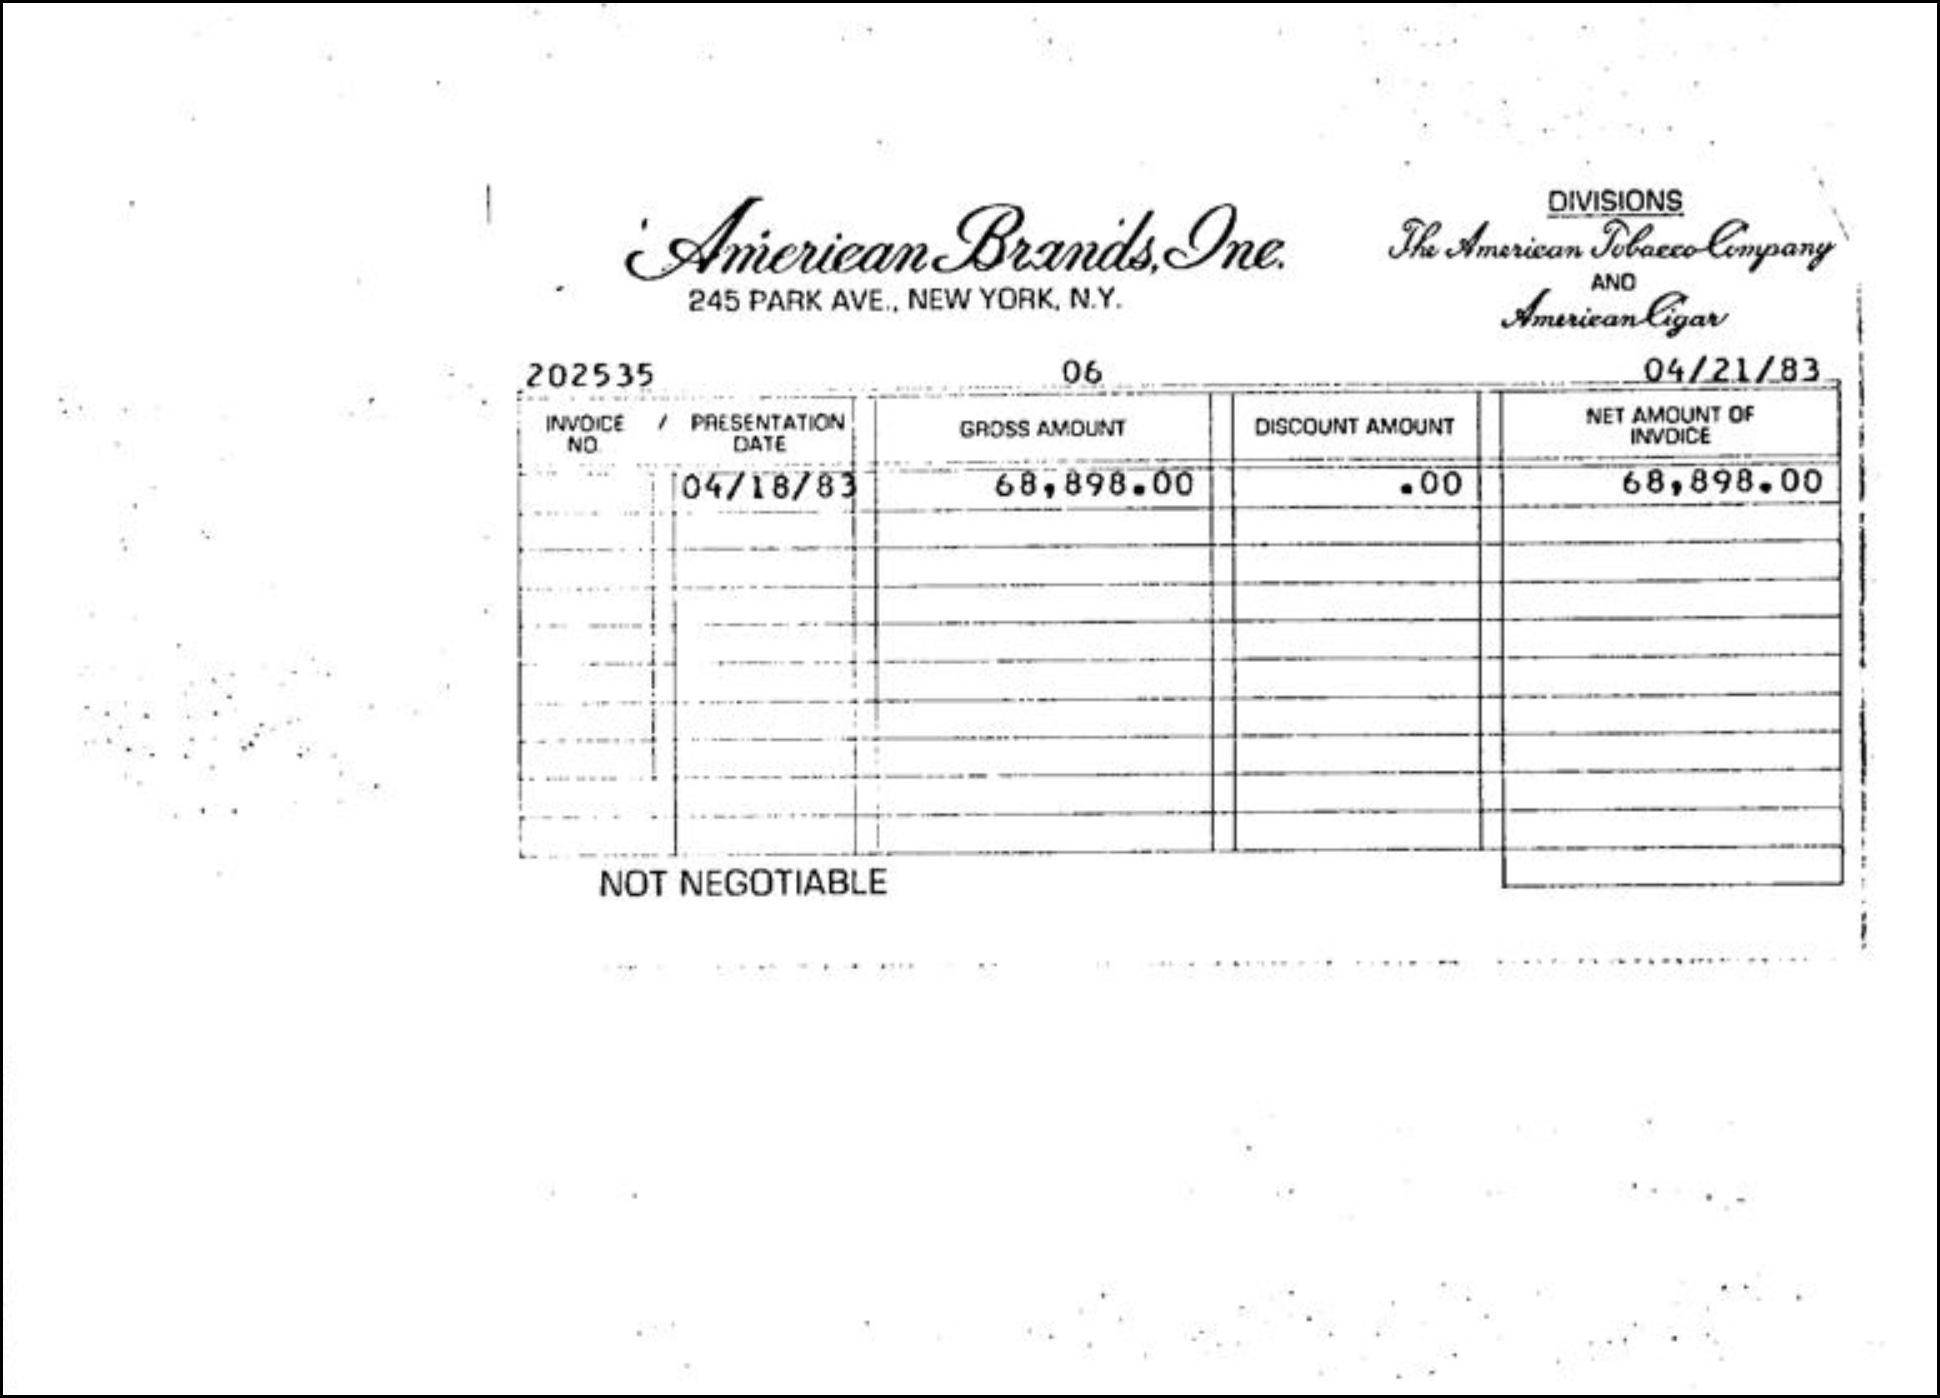 American Brands, Inc.
245 PARK AVE., NEW YORK, N.Y.
DIVISIONS
The American Tobacco Company
AND
American Cigar
202535 06 04/21/83
INVOICE NO. / PRESENTATION DATE GROSS AMOUNT DISCOUNT AMOUNT NET AMOUNT OF INVOICE
04/18/83 68,898.00 .00 68,898.00
NOT NEGOTIABLE